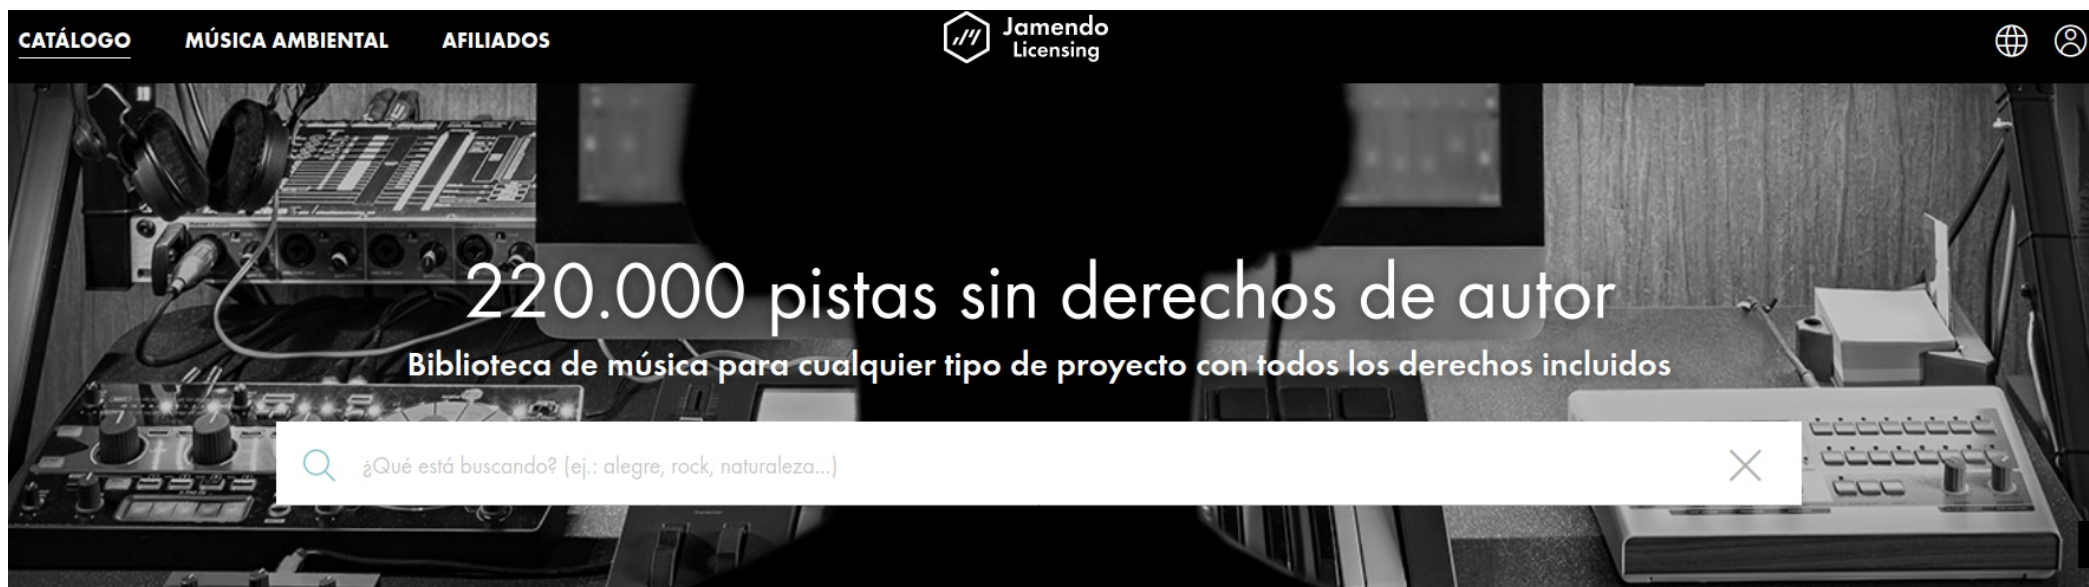 CATÁLOGO MÚSICA AMBIENTAL AFILIADOS
Jamendo
Licensing
220.000 pistas sin derechos de autor
Biblioteca de música para cualquier tipo de proyecto con todos los derechos incluidos
¿Qué está buscando? (ej.: alegre, rock, naturaleza...)